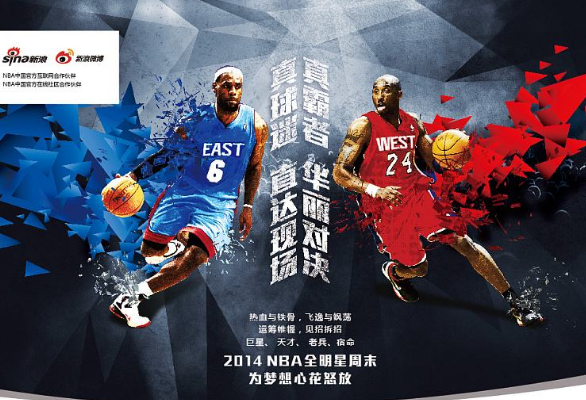 sina新浪
新浪微博
NBA中国官方互联网合作伙伴
NBA中国官方在线社区合作伙伴
真霸者
华丽对决
真球迷
直达现场
EAST
6
WEST
24
热血与铁骨，飞逸与飒荡
运筹帷幄，见招拆招
巨星、天才、老兵、宿命
2014 NBA全明星周末
为梦想心花怒放